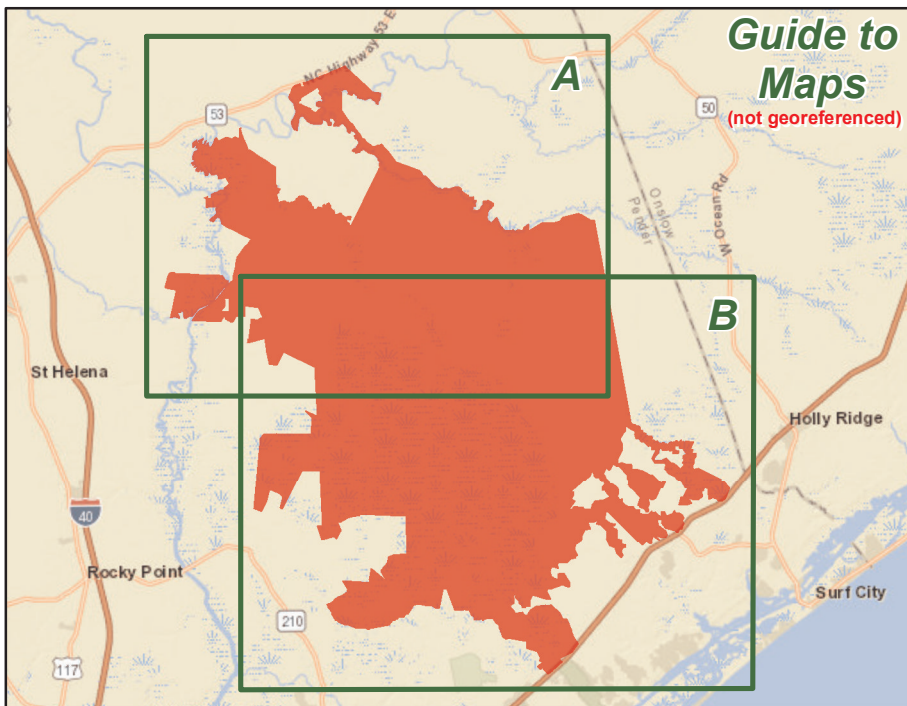 Guide to
Maps
(not georeferenced)
A
NC Highway 53 E
53
50
Onslow
Pender
W Ocean Rd
B
St Helena
Holly Ridge
40
Rocky Point
Surf City
210
117